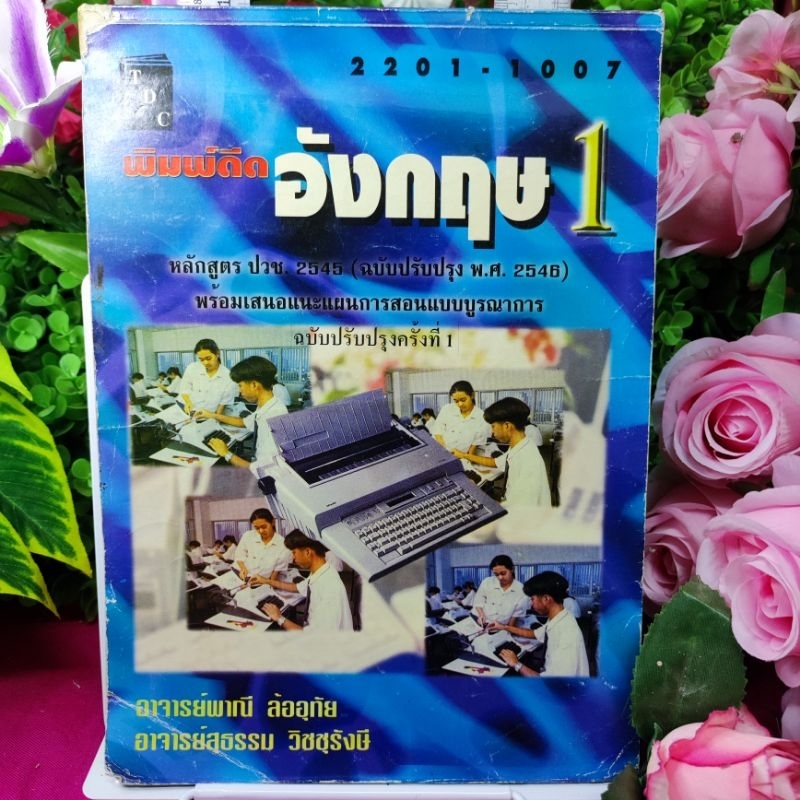 2201-1007
T
D
C
พิมพ์ดีด อังกฤษ 1
หลักสูตร ปวช. 2545 (ฉบับปรับปรุง พ.ศ. 2546)
พร้อมเสนอแนะแผนการสอนแบบบูรณาการ
ฉบับปรับปรุงครั้งที่ 1
อาจารย์พาณี ล้ออุทัย
อาจารย์สุธรรม วิชชุรังษี